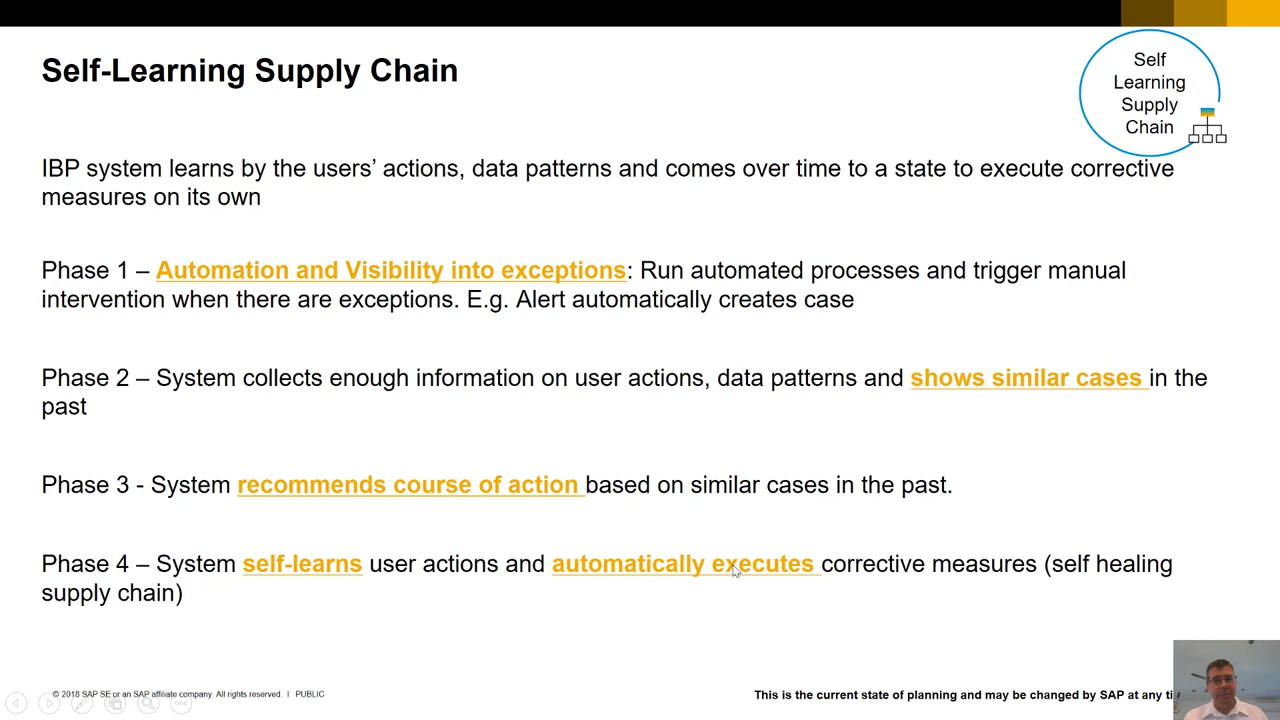 Self-Learning Supply Chain
Self
Learning
Supply
Chain
IBP system learns by the users’ actions, data patterns and comes over time to a state to execute corrective
measures on its own
Phase 1 – Automation and Visibility into exceptions: Run automated processes and trigger manual
intervention when there are exceptions. E.g. Alert automatically creates case
Phase 2 – System collects enough information on user actions, data patterns and shows similar cases in the
past
Phase 3 - System recommends course of action based on similar cases in the past.
Phase 4 – System self-learns user actions and automatically executes corrective measures (self healing
supply chain)
© 2018 SAP SE or an SAP affiliate company. All rights reserved. | PUBLIC
This is the current state of planning and may be changed by SAP at any